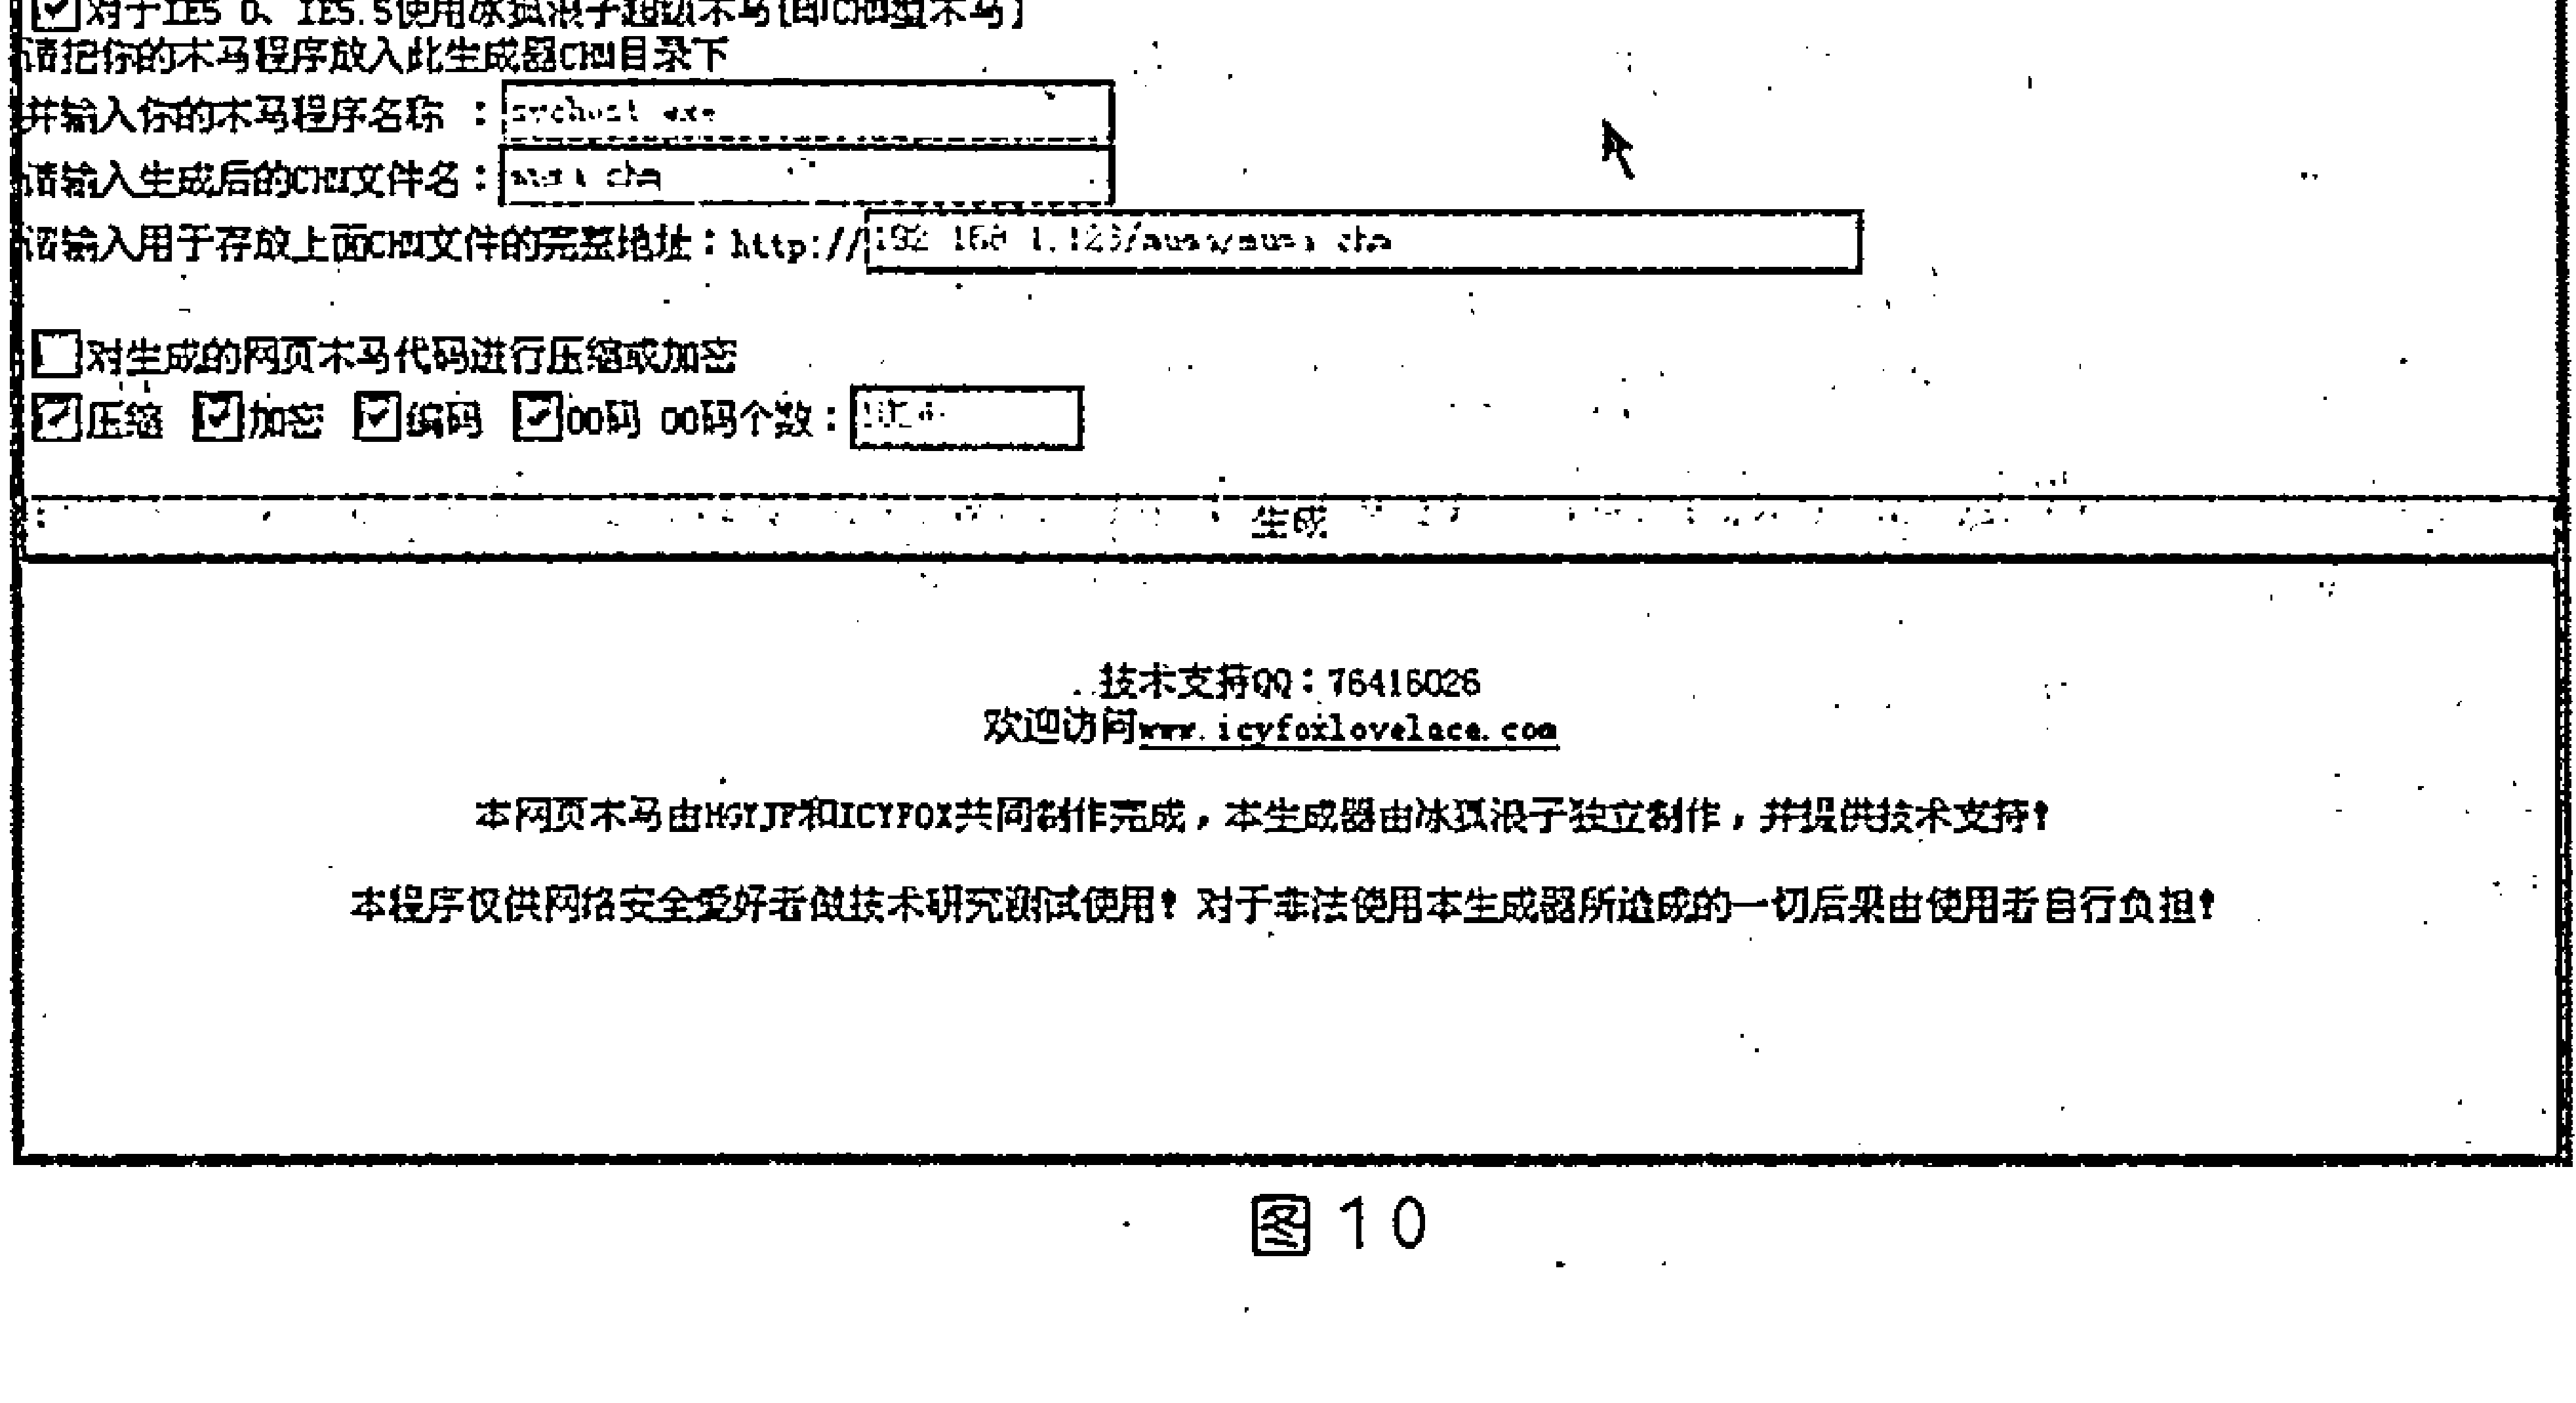 对于IE5.0、IE5.5使用冰狐浪子超级木马(即CHM型木马)
请把你的木马程序放入此生成器CHM目录下
并输入你的木马程序名称 : svchost.exe
请输入生成后的CHM文件名:
请输入用于存放上面CHM文件的完整地址:http://192.168.1.123/
对生成的网页木马代码进行压缩或加密
压缩 加密 编码 00码 00码个数:
生成
技术支持QQ:76416026
欢迎访问www.icyfoxlovelace.com
本网页木马由HGYJP和ICYFOX共同制作完成,本生成器由冰狐浪子独立制作,并提供技术支持!
本程序仅供网络安全爱好者做技术研究测试使用!对于非法使用本生成器所造成的一切后果由使用者自行负担!
图10